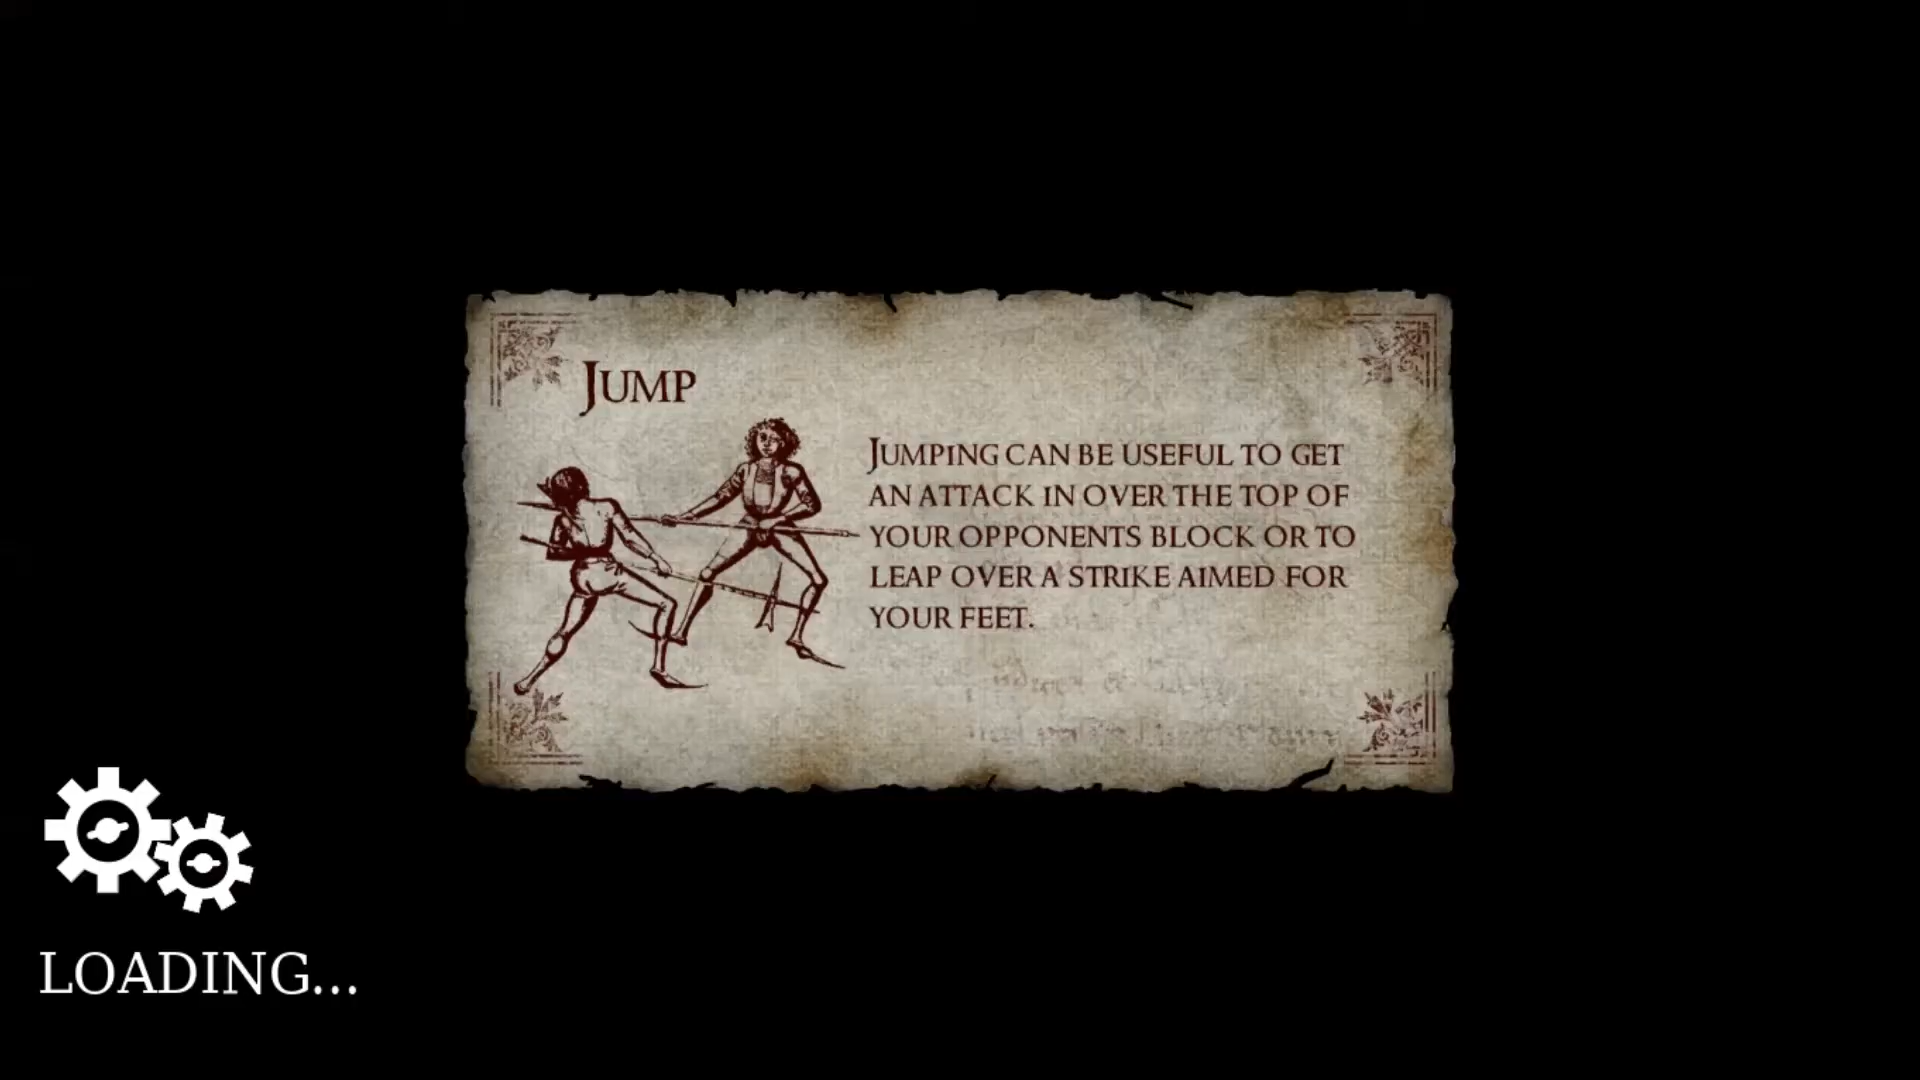 Jump
Jumping can be useful to get
an attack in over the top of
your opponents block or to
leap over a strike aimed for
your feet.
LOADING...